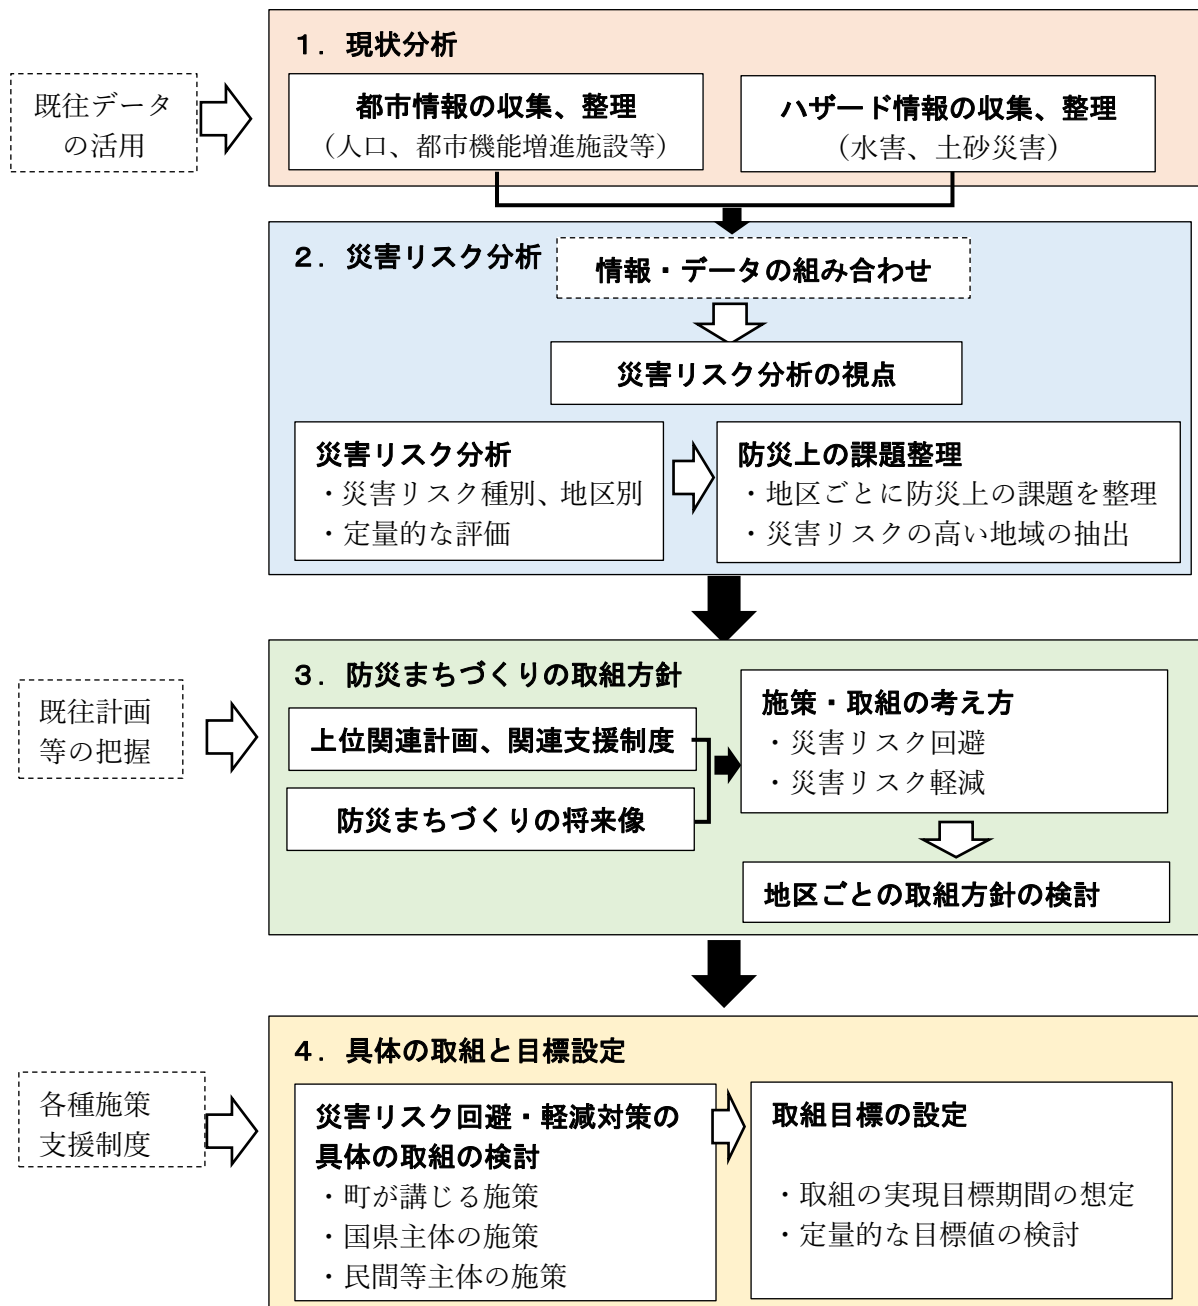 １．現状分析
既往データ
の活用
都市情報の収集、整理
（人口、都市機能増進施設等）
ハザード情報の収集、整理
（水害、土砂災害）
２．災害リスク分析
情報・データの組み合わせ
災害リスク分析の視点
災害リスク分析
・災害リスク種別、地区別
・定量的な評価
防災上の課題整理
・地区ごとに防災上の課題を整理
・災害リスクの高い地域の抽出
３．防災まちづくりの取組方針
既往計画
等の把握
上位関連計画、関連支援制度
防災まちづくりの将来像
施策・取組の考え方
・災害リスク回避
・災害リスク軽減
地区ごとの取組方針の検討
４．具体の取組と目標設定
各種施策
支援制度
災害リスク回避・軽減対策の
具体の取組の検討
・町が講じる施策
・国県主体の施策
・民間等主体の施策
取組目標の設定
・取組の実現目標期間の想定
・定量的な目標値の検討